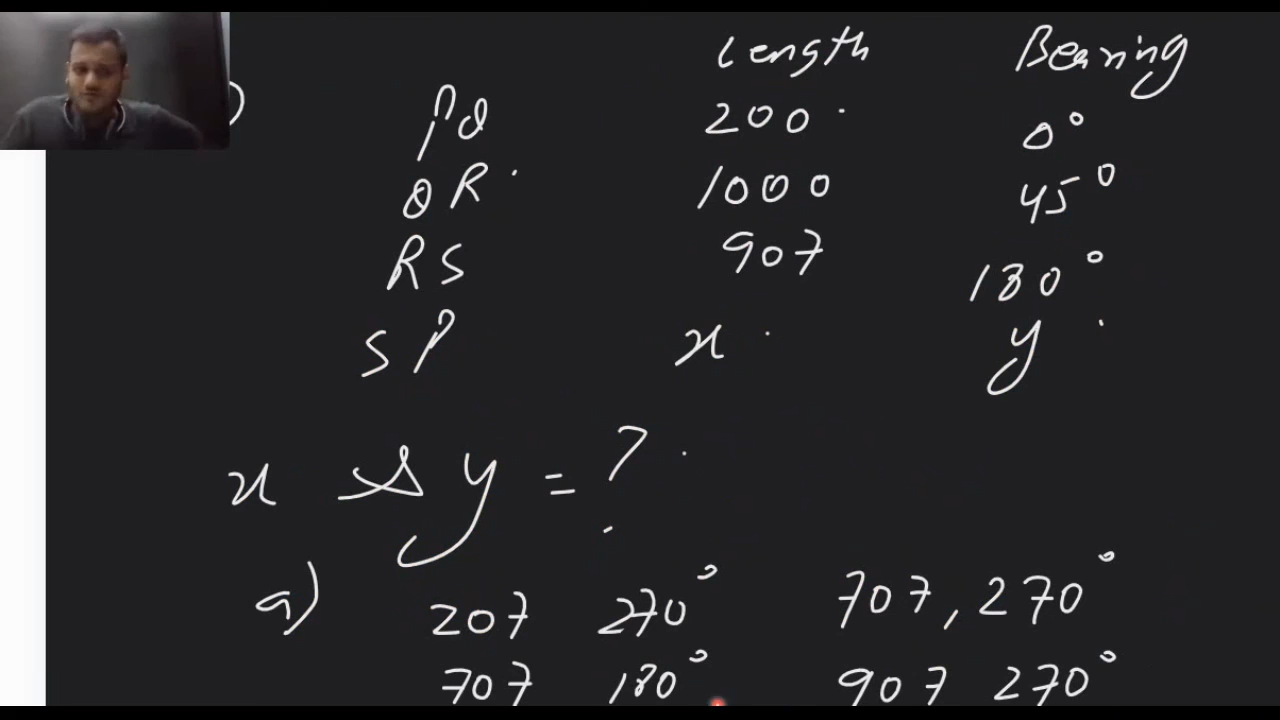 Length Bearing
)
PQ 200 0°
QR 1000 45°
RS 907 180°
SP x y
x & y = ?
a) 207 270° 707, 270°
707 180° 907 270°